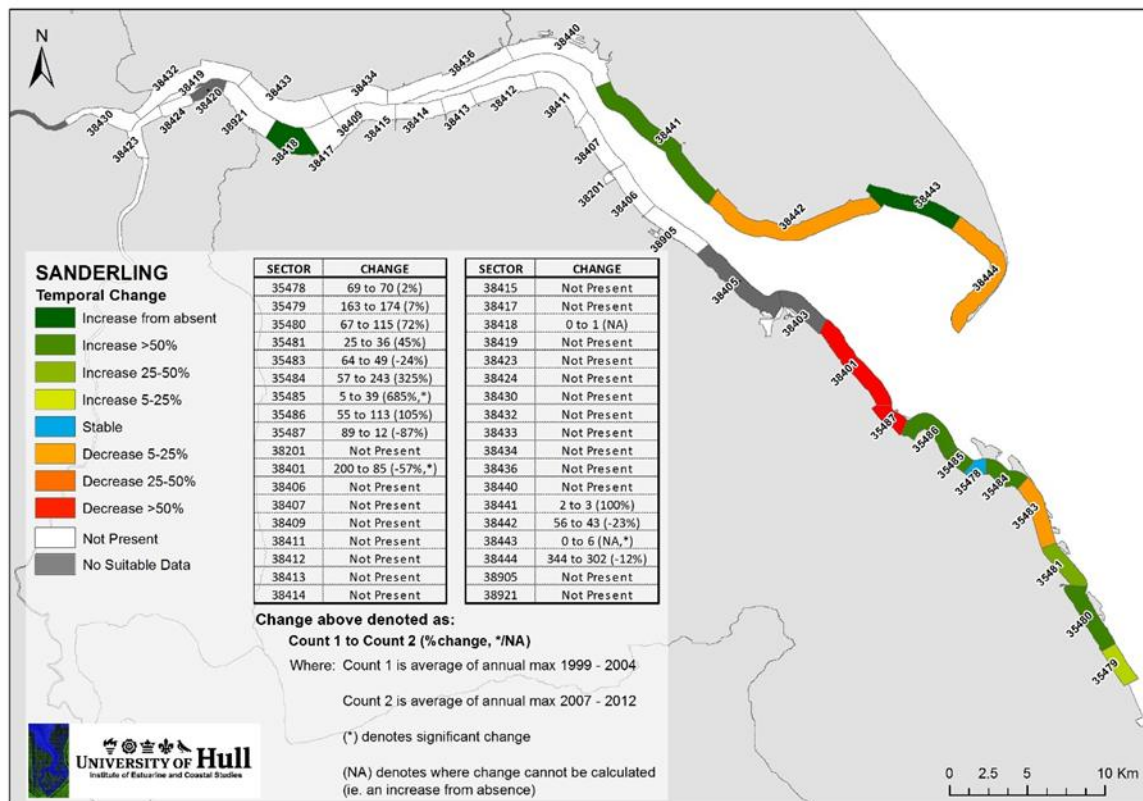 N
38432
38419
38420
38433
38434
38436
38440
38430
38424
38423
38921
38418
38417
38409
38415
38414
38413
38412
38411
38407
38201
38406
38905
38441
38442
38443
38444
38405
38403
38401
35487
35486
35485
35478
35484
35483
35481
35480
35479
SANDERLING
Temporal Change
Increase from absent
Increase >50%
Increase 25-50%
Increase 5-25%
Stable
Decrease 5-25%
Decrease 25-50%
Decrease >50%
Not Present
No Suitable Data
SECTOR CHANGE
35478 69 to 70 (2%)
35479 163 to 174 (7%)
35480 67 to 115 (72%)
35481 25 to 36 (45%)
35483 64 to 49 (-24%)
35484 57 to 243 (325%)
35485 5 to 39 (685%,*)
35486 55 to 113 (105%)
35487 89 to 12 (-87%)
38201 Not Present
38401 200 to 85 (-57%,*)
38406 Not Present
38407 Not Present
38409 Not Present
38411 Not Present
38412 Not Present
38413 Not Present
38414 Not Present
SECTOR CHANGE
38415 Not Present
38417 Not Present
38418 0 to 1 (NA)
38419 Not Present
38423 Not Present
38424 Not Present
38430 Not Present
38432 Not Present
38433 Not Present
38434 Not Present
38436 Not Present
38440 Not Present
38441 2 to 3 (100%)
38442 56 to 43 (-23%)
38443 0 to 6 (NA,*)
38444 344 to 302 (-12%)
38905 Not Present
38921 Not Present
Change above denoted as:
Count 1 to Count 2 (%change, */NA)
Where: Count 1 is average of annual max 1999 - 2004
Count 2 is average of annual max 2007 - 2012
(*) denotes significant change
(NA) denotes where change cannot be calculated
(ie. an increase from absence)
UNIVERSITY OF Hull
Institute of Estuarine and Coastal Studies
0 2.5 5 10 Km